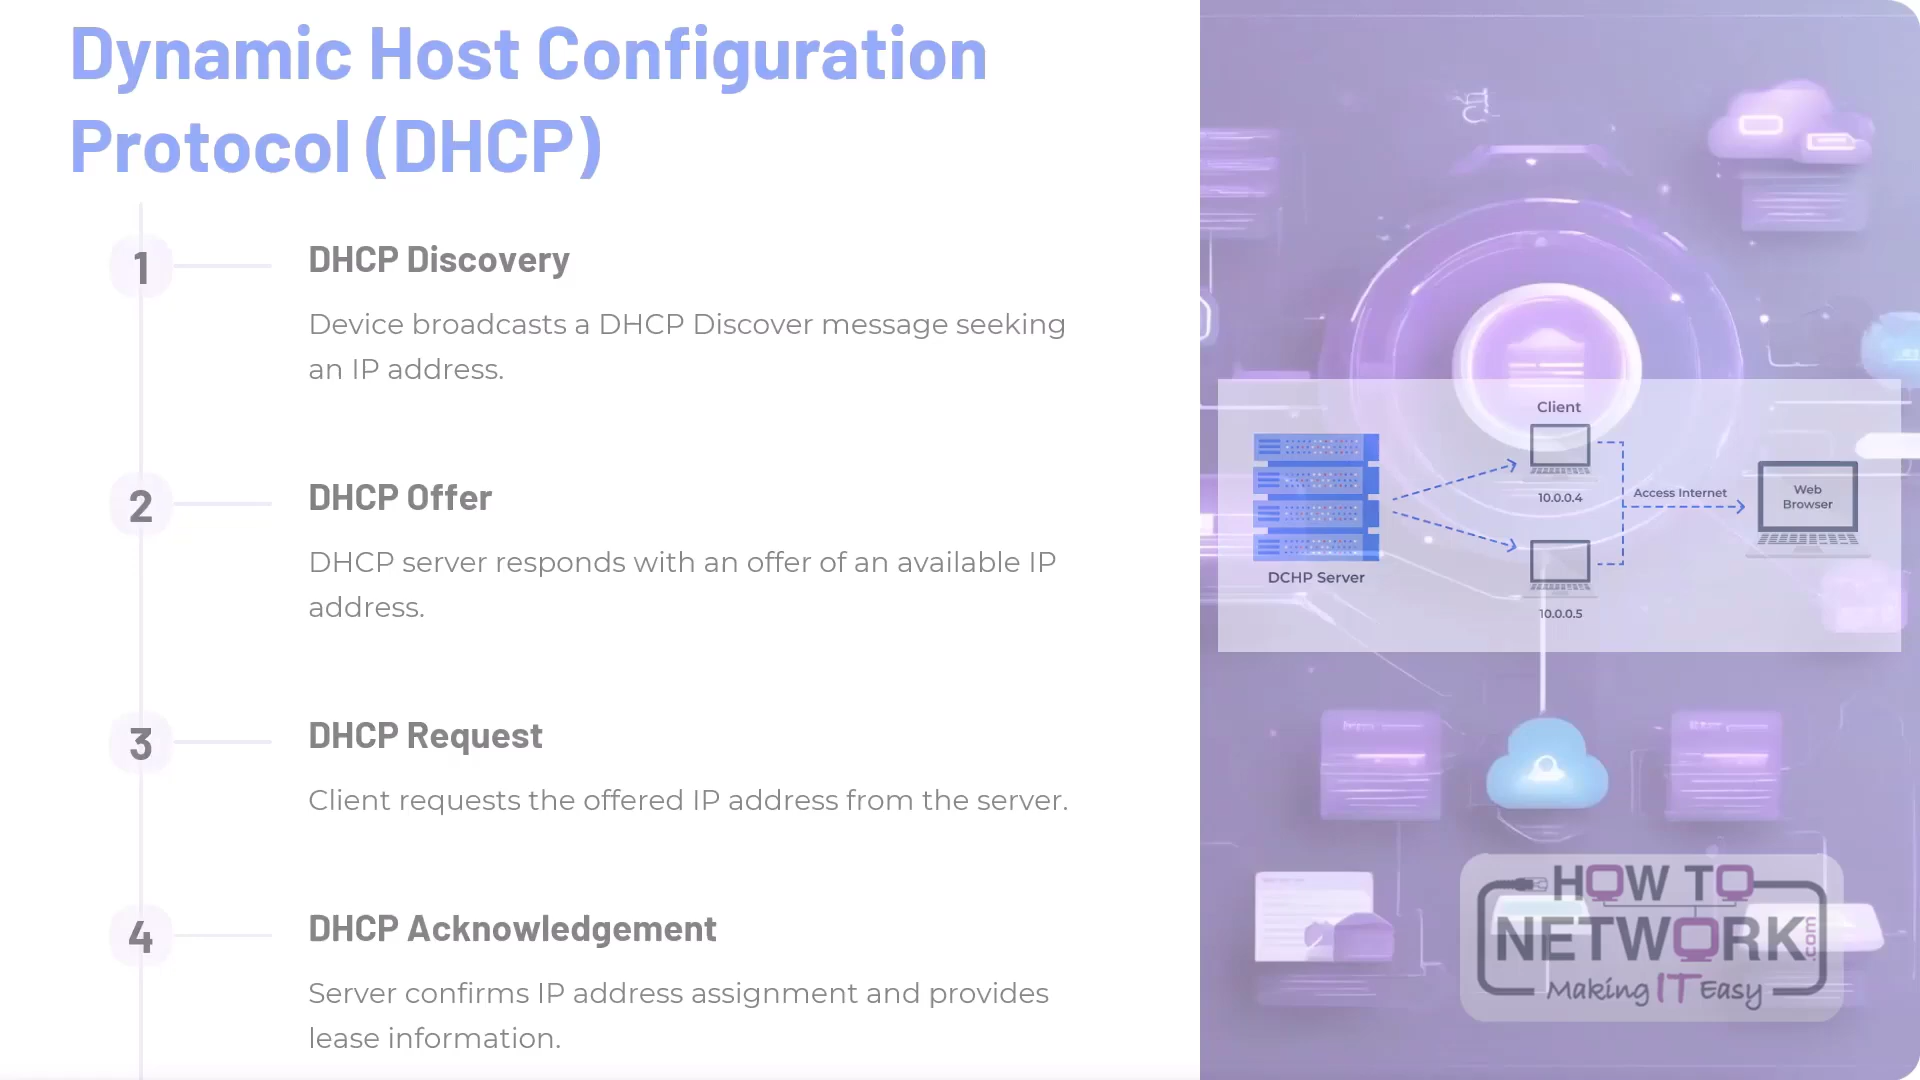 Dynamic Host Configuration
Protocol (DHCP)
1
DHCP Discovery
Device broadcasts a DHCP Discover message seeking
an IP address.
2
DHCP Offer
DHCP server responds with an offer of an available IP
address.
3
DHCP Request
Client requests the offered IP address from the server.
4
DHCP Acknowledgement
Server confirms IP address assignment and provides
lease information.
Client
10.0.0.4
DCHP Server
10.0.0.5
Access Internet
Web
Browser
HOW TO
NETWORK.com
Making IT Easy